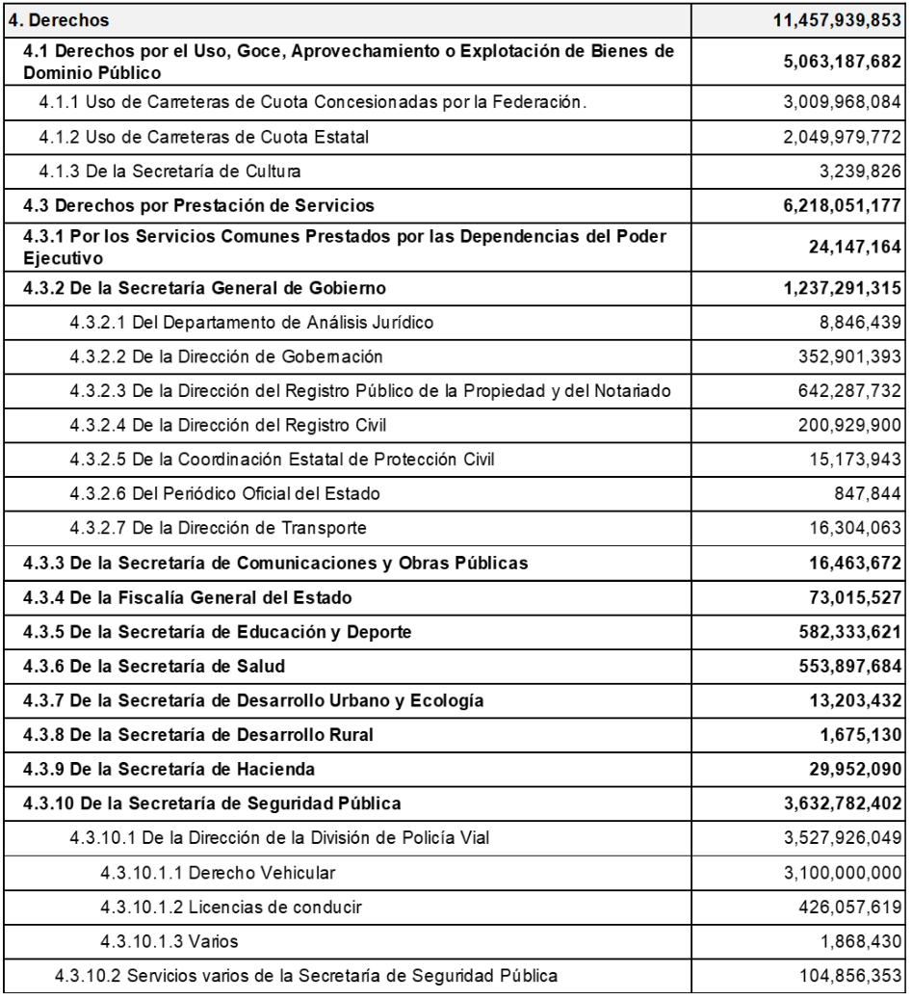 4. Derechos 11,457,939,853
4.1 Derechos por el Uso, Goce, Aprovechamiento o Explotación de Bienes de
Dominio Público 5,063,187,682
4.1.1 Uso de Carreteras de Cuota Concesionadas por la Federación. 3,009,968,084
4.1.2 Uso de Carreteras de Cuota Estatal 2,049,979,772
4.1.3 De la Secretaría de Cultura 3,239,826
4.3 Derechos por Prestación de Servicios 6,218,051,177
4.3.1 Por los Servicios Comunes Prestados por las Dependencias del Poder
Ejecutivo 24,147,164
4.3.2 De la Secretaría General de Gobierno 1,237,291,315
4.3.2.1 Del Departamento de Análisis Jurídico 8,846,439
4.3.2.2 De la Dirección de Gobernación 352,901,393
4.3.2.3 De la Dirección del Registro Público de la Propiedad y del Notariado 642,287,732
4.3.2.4 De la Dirección del Registro Civil 200,929,900
4.3.2.5 De la Coordinación Estatal de Protección Civil 15,173,943
4.3.2.6 Del Periódico Oficial del Estado 847,844
4.3.2.7 De la Dirección de Transporte 16,304,063
4.3.3 De la Secretaría de Comunicaciones y Obras Públicas 16,463,672
4.3.4 De la Fiscalía General del Estado 73,015,527
4.3.5 De la Secretaría de Educación y Deporte 582,333,621
4.3.6 De la Secretaría de Salud 553,897,684
4.3.7 De la Secretaría de Desarrollo Urbano y Ecología 13,203,432
4.3.8 De la Secretaría de Desarrollo Rural 1,675,130
4.3.9 De la Secretaría de Hacienda 29,952,090
4.3.10 De la Secretaría de Seguridad Pública 3,632,782,402
4.3.10.1 De la Dirección de la División de Policía Vial 3,527,926,049
4.3.10.1.1 Derecho Vehicular 3,100,000,000
4.3.10.1.2 Licencias de conducir 426,057,619
4.3.10.1.3 Varios 1,868,430
4.3.10.2 Servicios varios de la Secretaría de Seguridad Pública 104,856,353